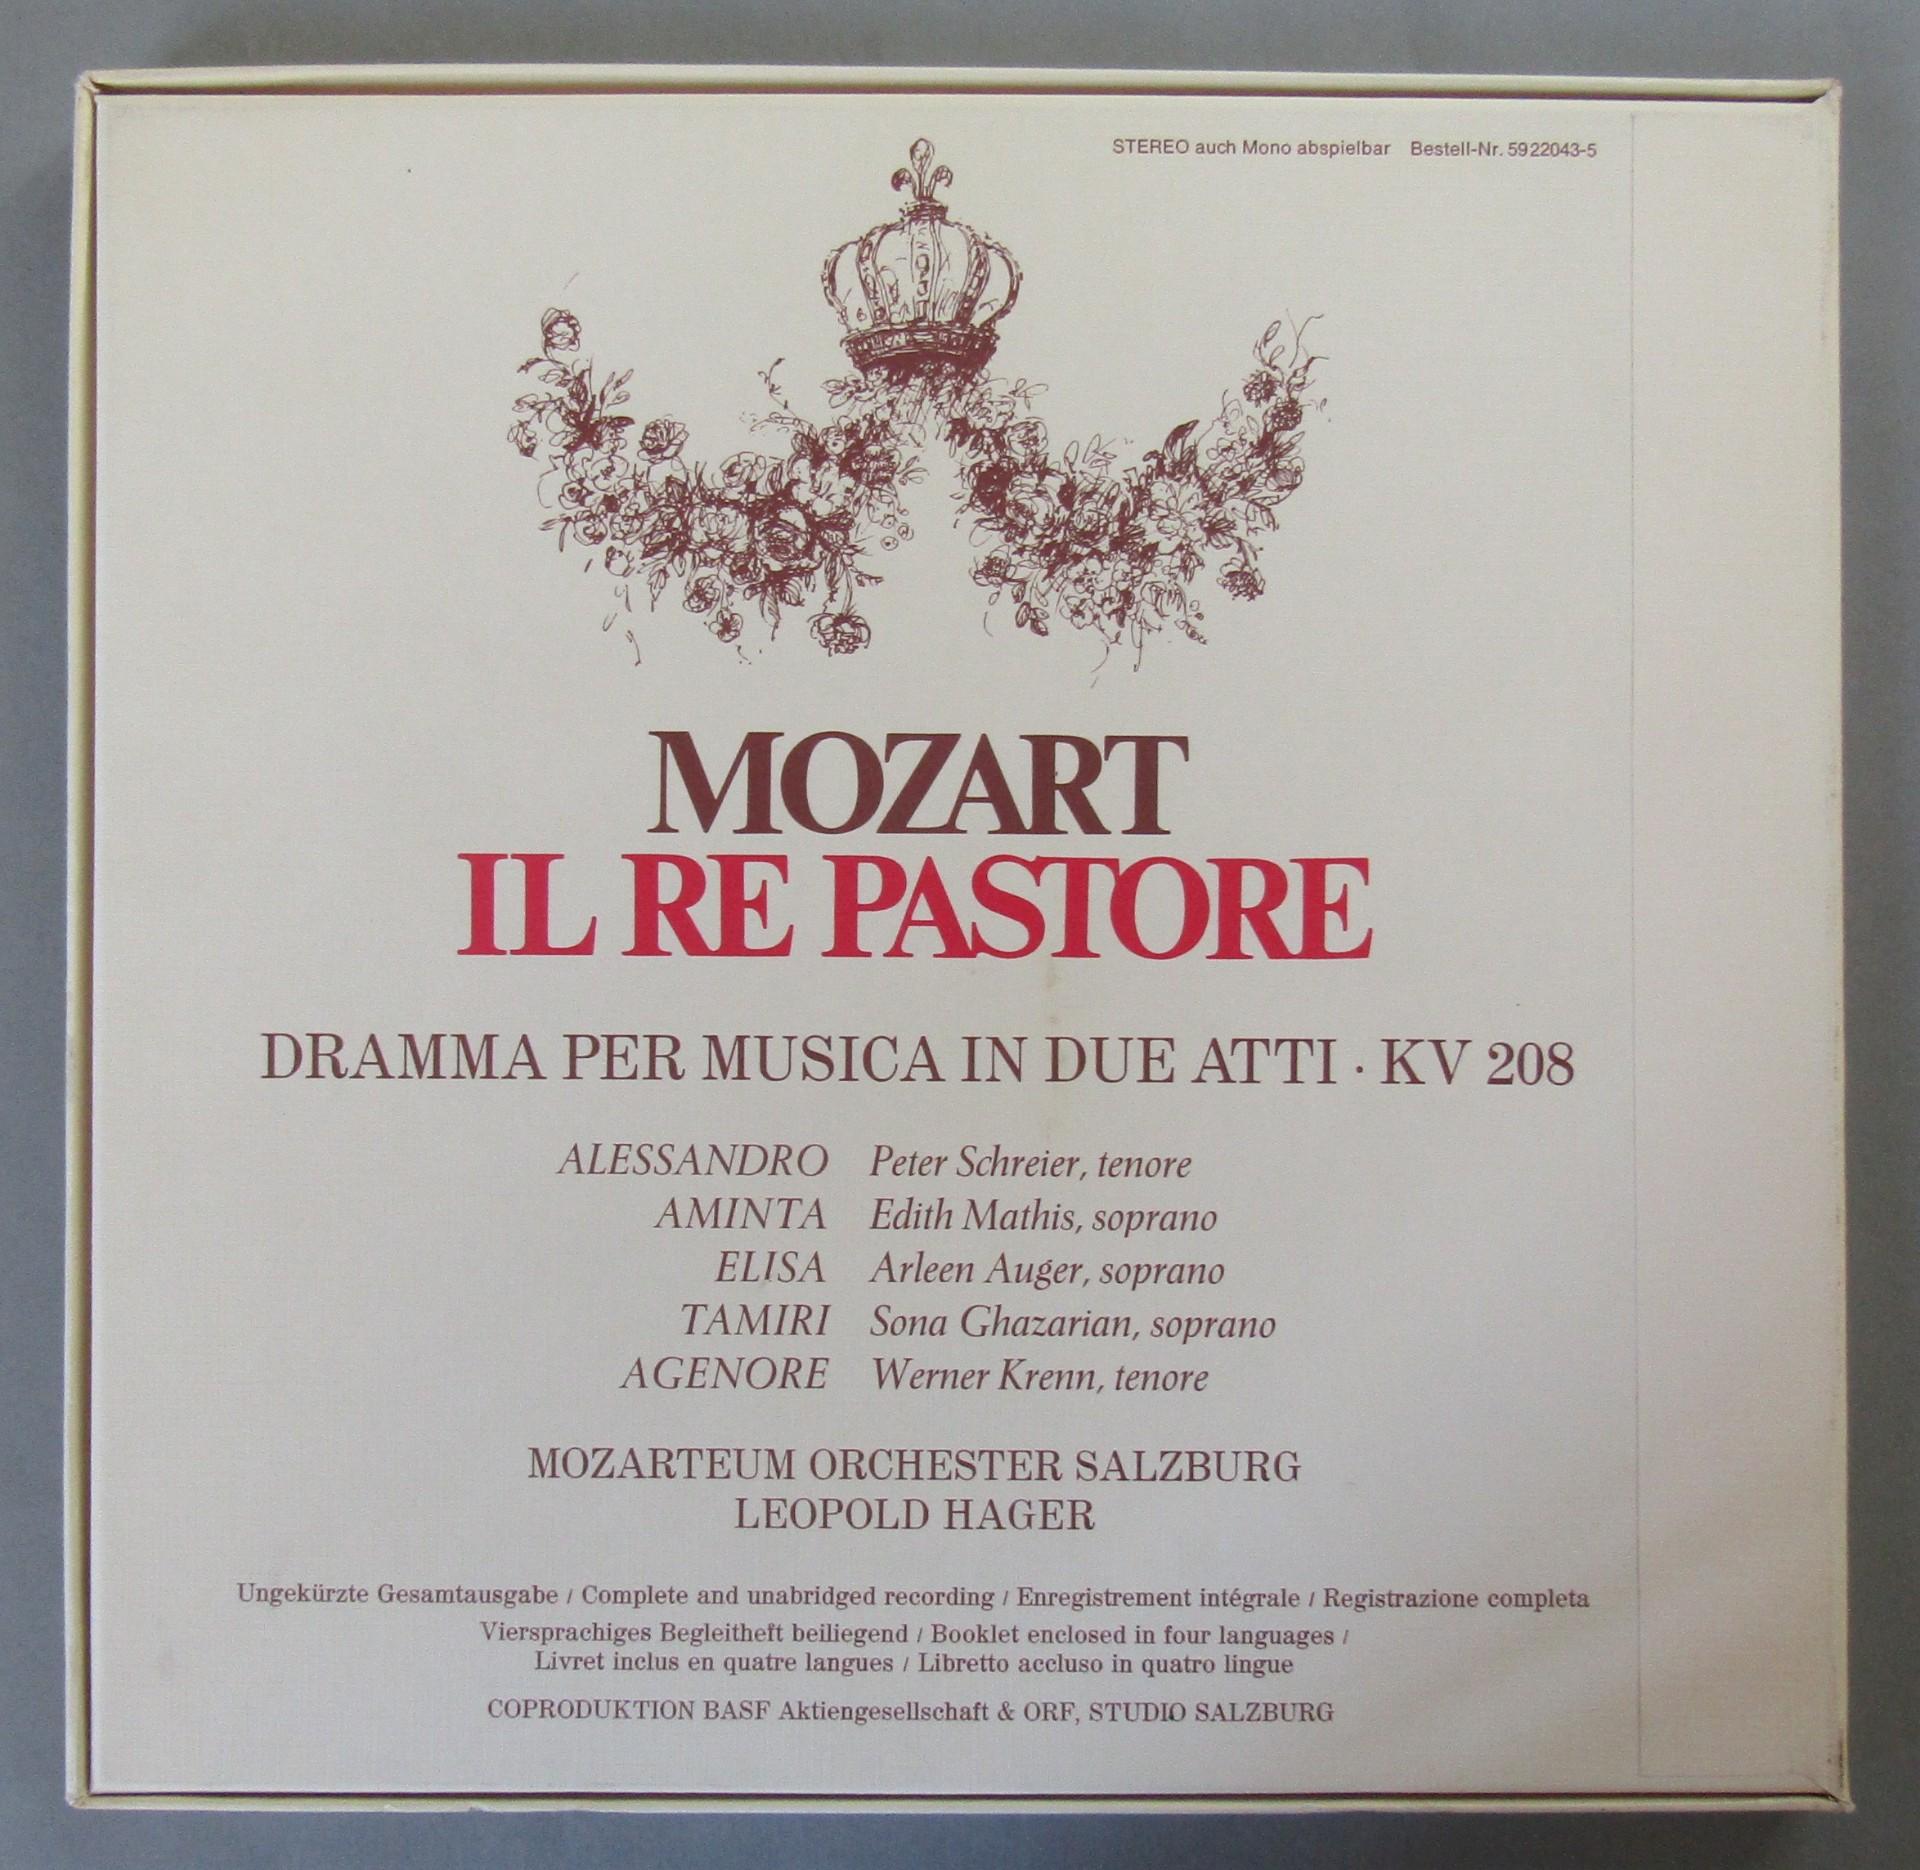 STEREO auch Mono abspielbar Bestell-Nr. 5922043-5
MOZART
IL RE PASTORE
DRAMMA PER MUSICA IN DUE ATTI · KV 208
ALESSANDRO Peter Schreier, tenore
AMINTA Edith Mathis, soprano
ELISA Arleen Auger, soprano
TAMIRI Sona Ghazarian, soprano
AGENORE Werner Krenn, tenore
MOZARTEUM ORCHESTER SALZBURG
LEOPOLD HAGER
Ungekürzte Gesamtausgabe / Complete and unabridged recording / Enregistrement intégrale / Registrazione completa
Viersprachiges Begleitheft beiliegend / Booklet enclosed in four languages /
Livret inclus en quatre langues / Libretto accluso in quatro lingue
COPRODUKTION BASF Aktiengesellschaft & ORF, STUDIO SALZBURG